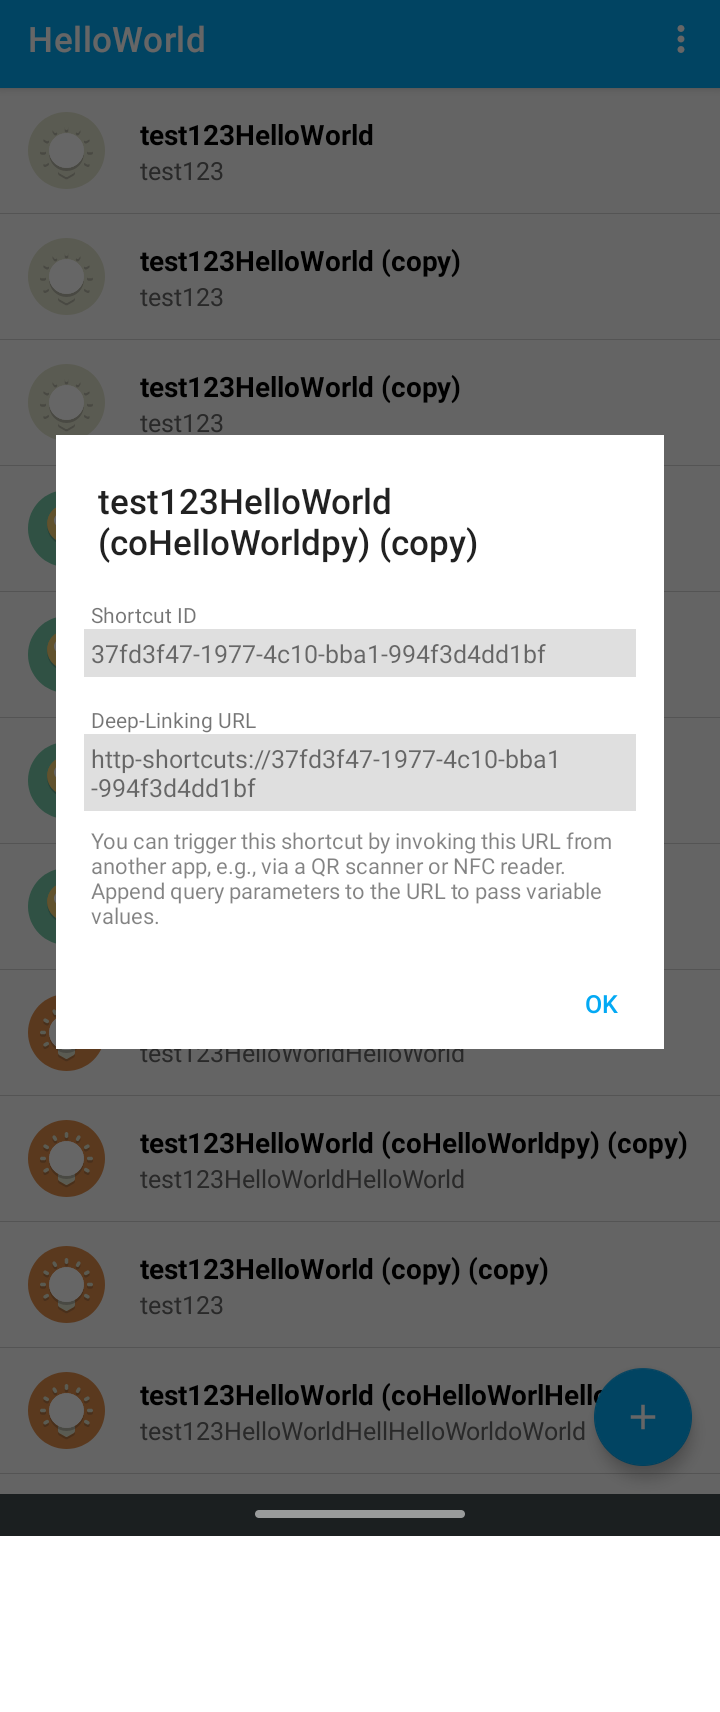 HelloWorld
test123HelloWorld
test123
test123HelloWorld (copy)
test123
test123HelloWorld (copy)
test123
test123HelloWorld
(coHelloWorldpy) (copy)
Shortcut ID
37fd3f47-1977-4c10-bba1-994f3d4dd1bf
Deep-Linking URL
http-shortcuts://37fd3f47-1977-4c10-bba1
-994f3d4dd1bf
You can trigger this shortcut by invoking this URL from
another app, e.g., via a QR scanner or NFC reader.
Append query parameters to the URL to pass variable
values.
OK
test123HelloWorldHelloWorld
test123HelloWorld (coHelloWorldpy) (copy)
test123HelloWorldHelloWorld
test123HelloWorld (copy) (copy)
test123
test123HelloWorld (coHelloWorlHello
test123HelloWorldHellHelloWorldoWorld